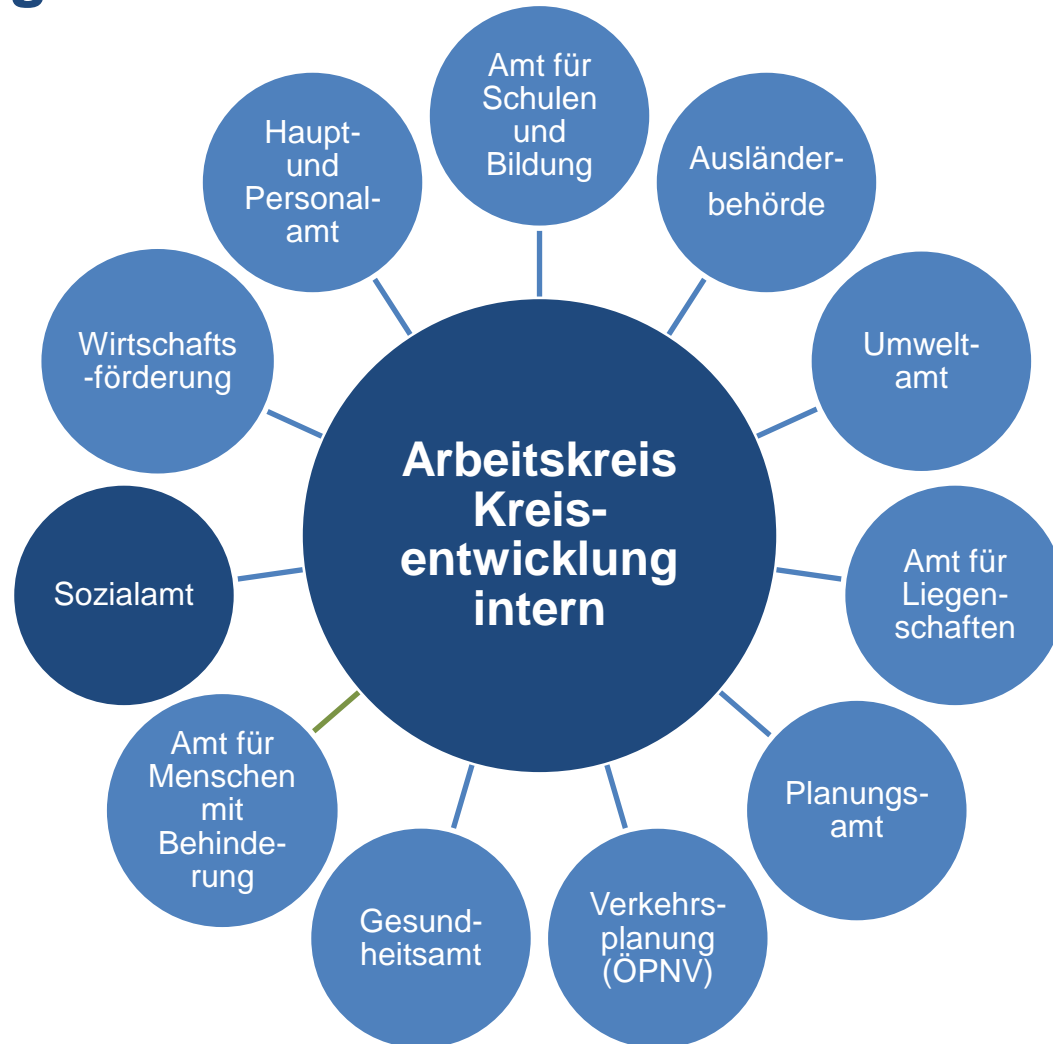 g
Amt für
Schulen
und
Bildung
Ausländer-
behörde
Umwelt-
amt
Amt für
Liegen-
schaften
Planungs-
amt
Verkehrs-
planung
(ÖPNV)
Gesund-
heitsamt
Amt für
Menschen
mit
Behinde-
rung
Sozialamt
Wirtschafts
-förderung
Haupt-
und
Personal-
amt
Arbeitskreis
Kreis-
entwicklung
intern